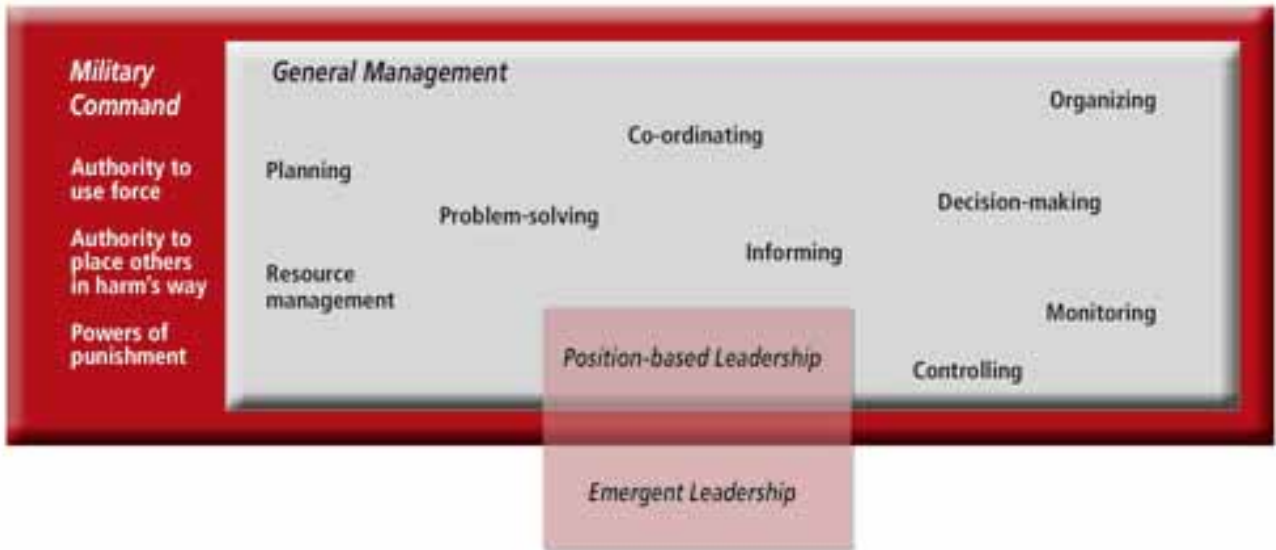 Military
Command
Authority to
use force
Authority to
place others
in harm's way
Powers of
punishment
General Management
Organizing
Co-ordinating
Planning
Decision-making
Problem-solving
Informing
Resource
management
Monitoring
Position-based Leadership
Controlling
Emergent Leadership